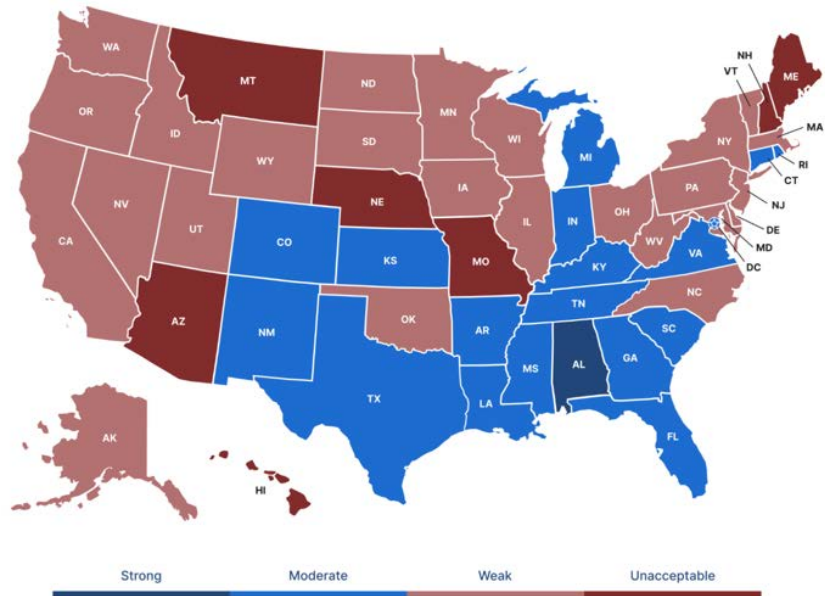 WA
MT
ND
MN
OR
ID
SD
WI
WY
MI
NH
VT
ME
MA
NY
RI
CT
NV
UT
CA
NE
IA
IL
IN
OH
PA
NJ
DE
MD
DC
WV
VA
CO
KS
MO
KY
NC
TN
AZ
NM
OK
AR
SC
MS
AL
GA
TX
LA
FL
AK
HI
Strong Moderate Weak Unacceptable